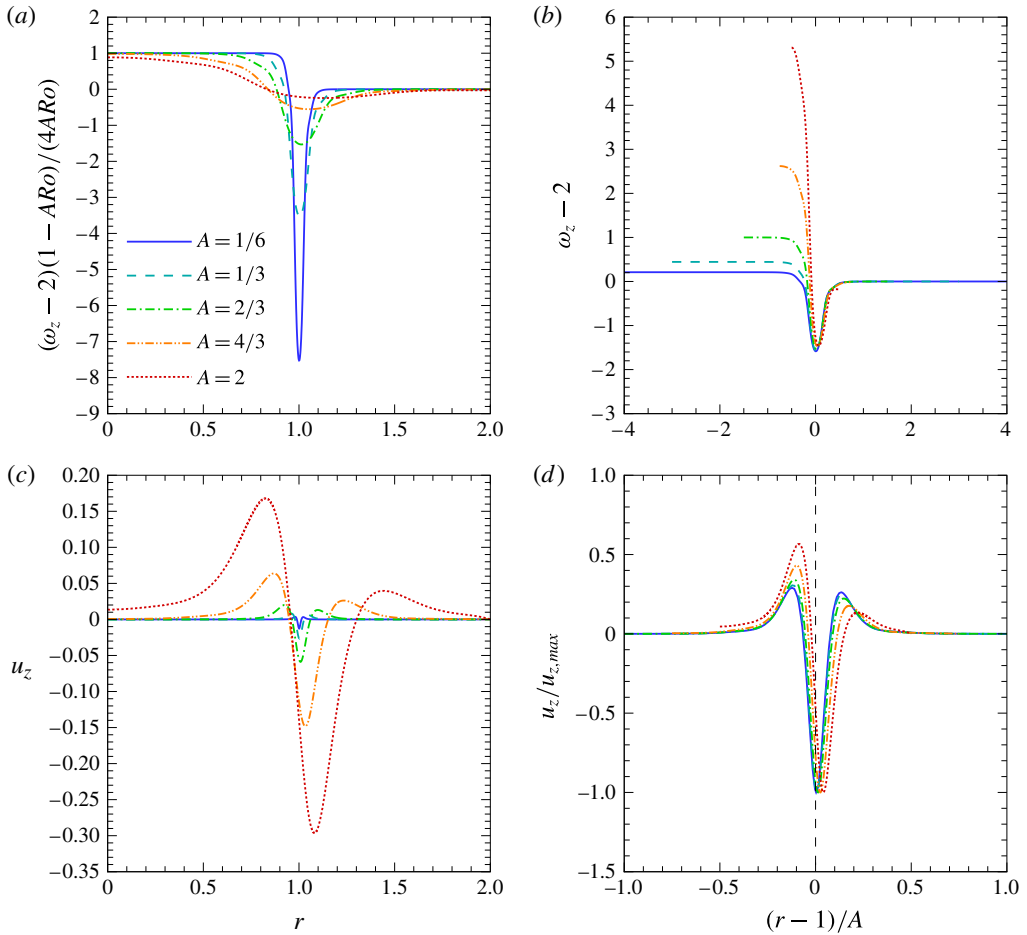 (a)
(ω_z − 2)(1 − ARo)/(4ARo)
2
1
0
−1
−2
−3
−4
−5
−6
−7
−8
−9
A = 1/6
A = 1/3
A = 2/3
A = 4/3
A = 2
0 0.5 1.0 1.5 2.0
(b)
ω_z − 2
6
5
4
3
2
1
0
−1
−2
−3
−4 −2 0 2 4
(c)
u_z
0.20
0.15
0.10
0.05
0
−0.05
−0.10
−0.15
−0.20
−0.25
−0.30
−0.35
0 0.5 1.0 1.5 2.0
r
(d)
u_z/u_{z,max}
1.0
0.5
0
−0.5
−1.0
−1.5
−1.0 −0.5 0 0.5 1.0
(r − 1)/A